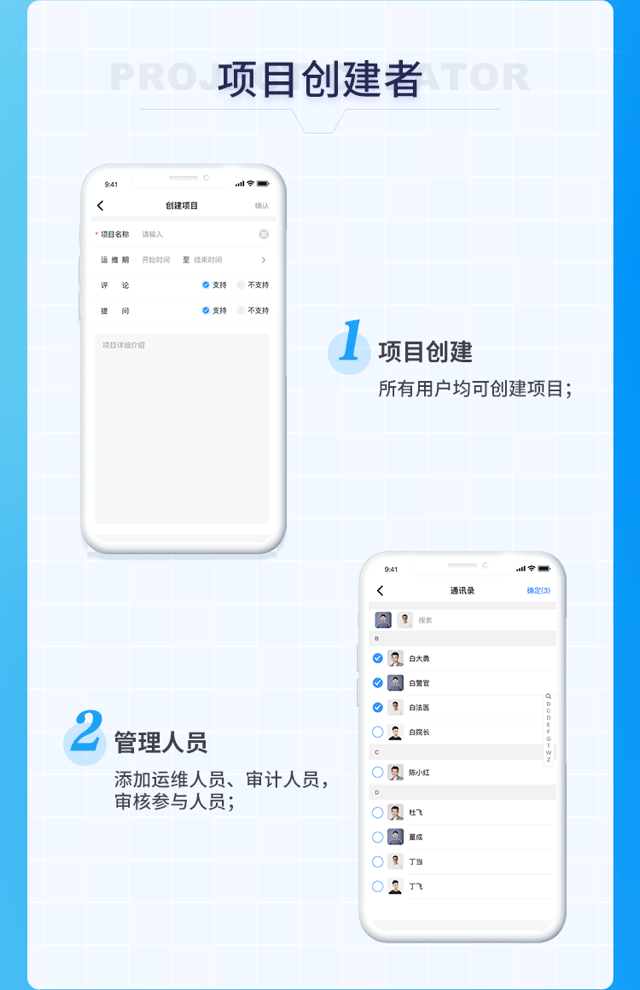 PROJECT CREATOR
项目创建者
9:41
创建项目
确认
* 项目名称 请输入
运维期 开始时间 至 结束时间
评论 支持 不支持
提问 支持 不支持
项目详细介绍
1
项目创建
所有用户均可创建项目；
9:41
通讯录
确定(3)
搜索
B
白大勇
白警官
白法医
白院长
C
陈小红
D
杜飞
董成
丁当
丁飞
B
C
D
E
F
G
T
W
Z
2
管理人员
添加运维人员、审计人员，
审核参与人员；